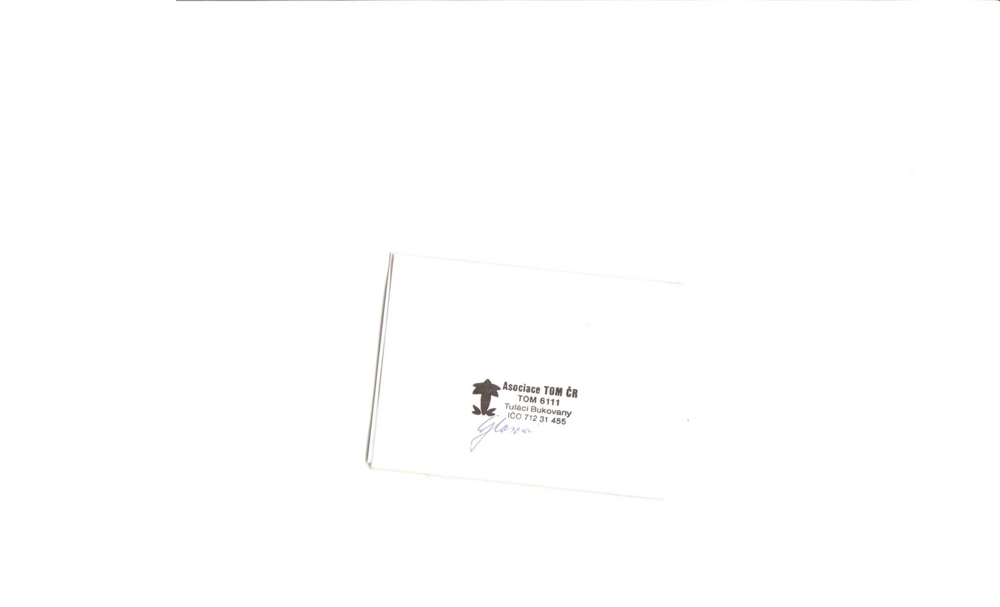 Asociace TOM ČR
TOM 6111
Tuláci Bukovany
IČO 712 31 455